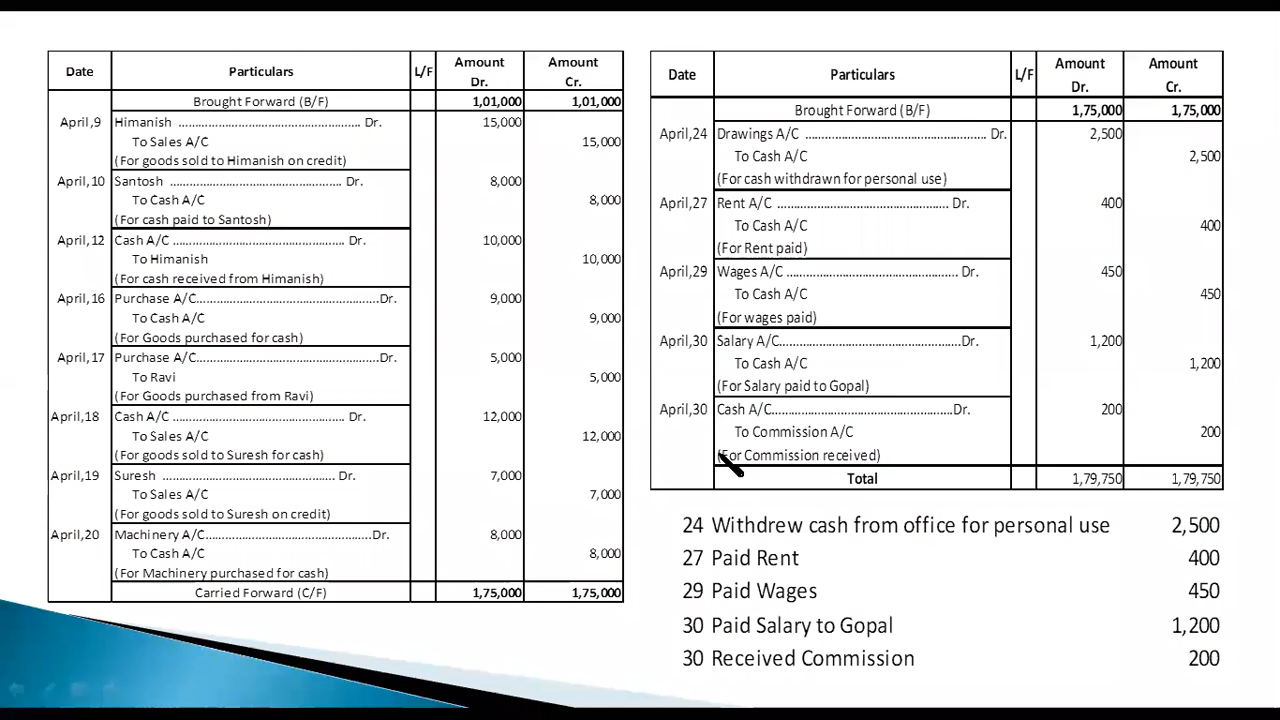 Date Particulars L/F Amount Dr. Amount Cr.
Brought Forward (B/F) 1,01,000 1,01,000
April,9 Himanish ........................................................ Dr. 15,000
To Sales A/C 15,000
(For goods sold to Himanish on credit)
April,10 Santosh .................................................... Dr. 8,000
To Cash A/C 8,000
(For cash paid to Santosh)
April,12 Cash A/C .................................................... Dr. 10,000
To Himanish 10,000
(For cash received from Himanish)
April,16 Purchase A/C.......................................................Dr. 9,000
To Cash A/C 9,000
(For Goods purchased for cash)
April,17 Purchase A/C.......................................................Dr. 5,000
To Ravi 5,000
(For Goods purchased from Ravi)
April,18 Cash A/C .................................................... Dr. 12,000
To Sales A/C 12,000
(For goods sold to Suresh for cash)
April,19 Suresh .................................................... Dr. 7,000
To Sales A/C 7,000
(For goods sold to Suresh on credit)
April,20 Machinery A/C..................................................Dr. 8,000
To Cash A/C 8,000
(For Machinery purchased for cash)
Carried Forward (C/F) 1,75,000 1,75,000
Date Particulars L/F Amount Dr. Amount Cr.
Brought Forward (B/F) 1,75,000 1,75,000
April,24 Drawings A/C ...................................................... Dr. 2,500
To Cash A/C 2,500
(For cash withdrawn for personal use)
April,27 Rent A/C .................................................... Dr. 400
To Cash A/C 400
(For Rent paid)
April,29 Wages A/C .................................................... Dr. 450
To Cash A/C 450
(For wages paid)
April,30 Salary A/C.......................................................Dr. 1,200
To Cash A/C 1,200
(For Salary paid to Gopal)
April,30 Cash A/C.......................................................Dr. 200
To Commission A/C 200
(For Commission received)
Total 1,79,750 1,79,750
24 Withdrew cash from office for personal use 2,500
27 Paid Rent 400
29 Paid Wages 450
30 Paid Salary to Gopal 1,200
30 Received Commission 200